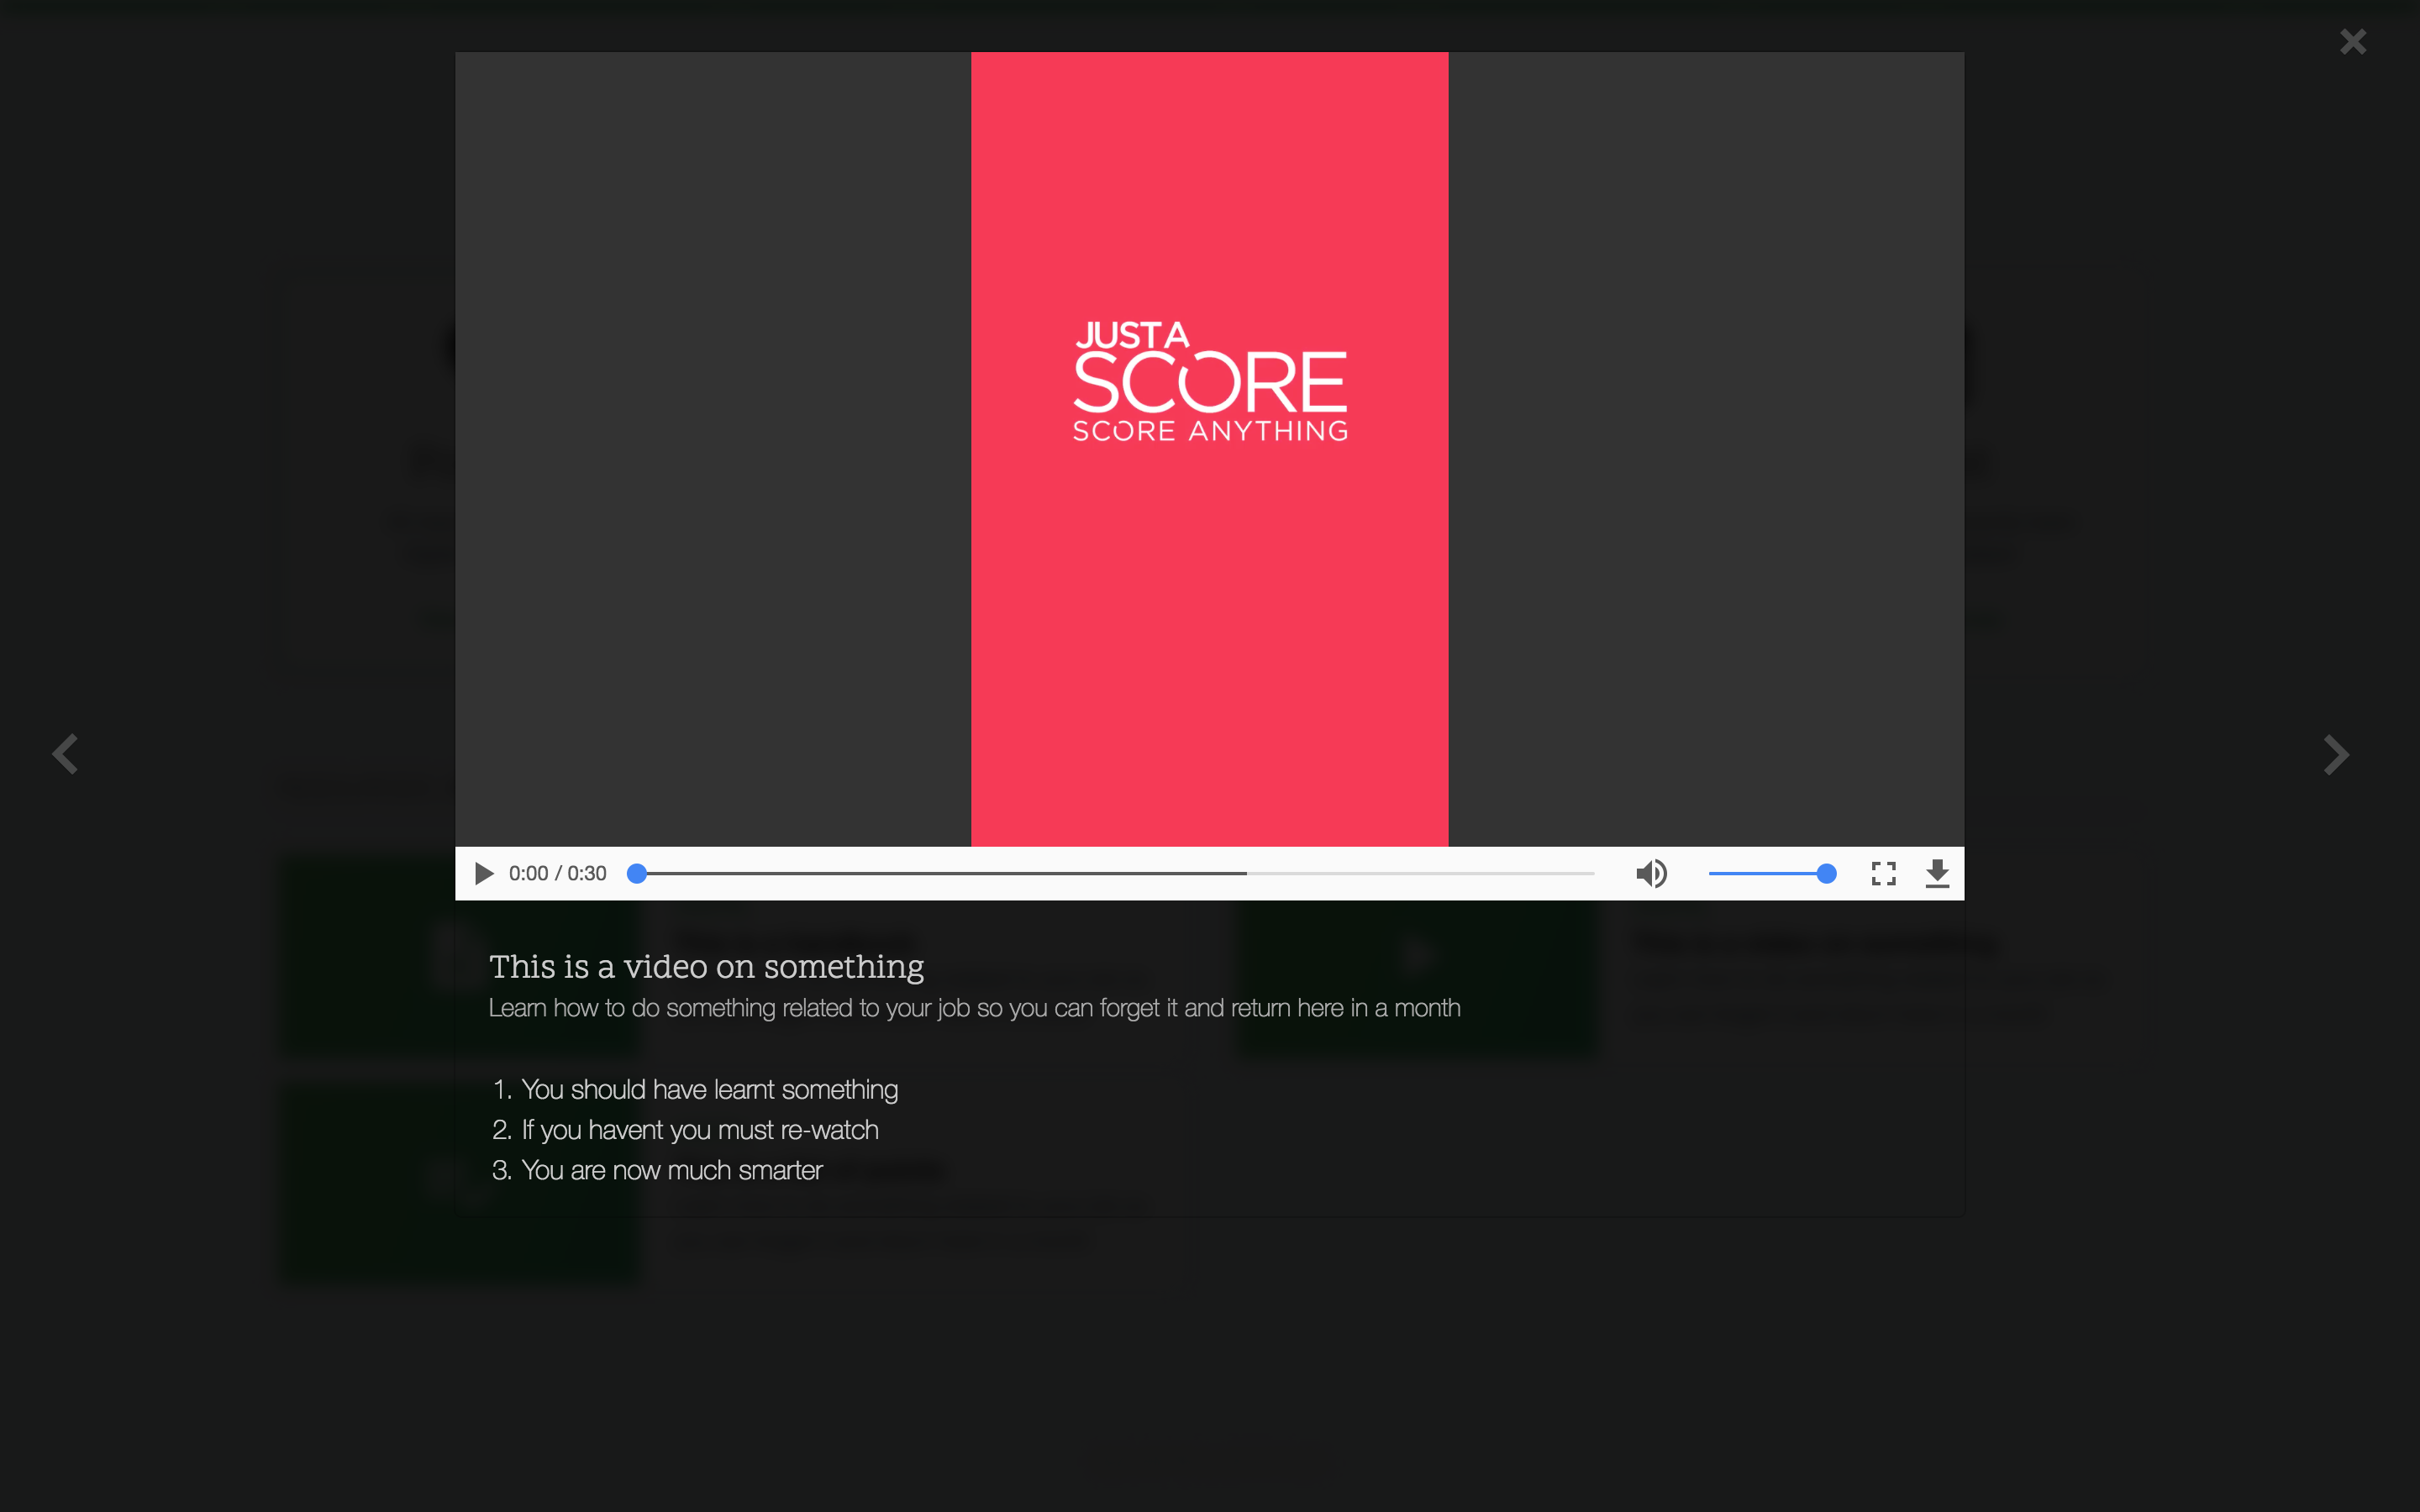 JUST A
SCORE
SCORE ANYTHING
0:00 / 0:30
This is a video on something
Learn how to do something related to your job so you can forget it and return here in a month
1. You should have learnt something
2. If you havent you must re-watch
3. You are now much smarter